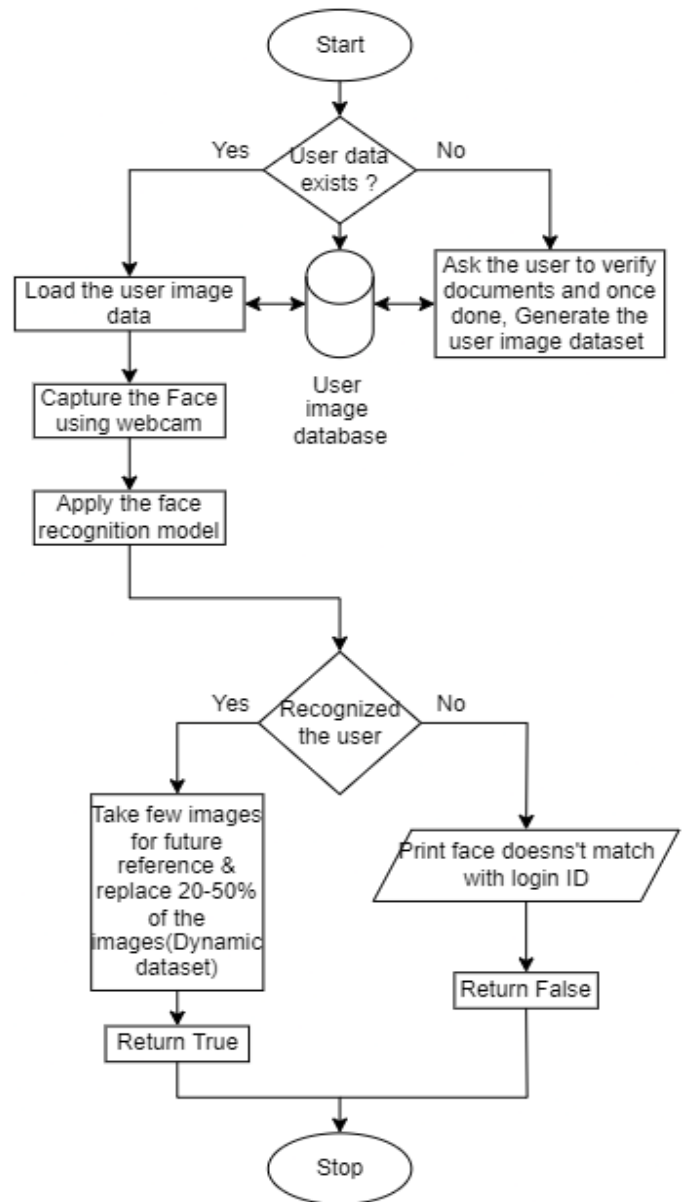 Start
Yes
User data
exists ?
No
Load the user image
data
Ask the user to verify
documents and once
done, Generate the
user image dataset
User
image
database
Capture the Face
using webcam
Apply the face
recognition model
Yes
Recognized
the user
No
Take few images
for future
reference &
replace 20-50%
of the
images(Dynamic
dataset)
Print face doesns't match
with login ID
Return False
Return True
Stop